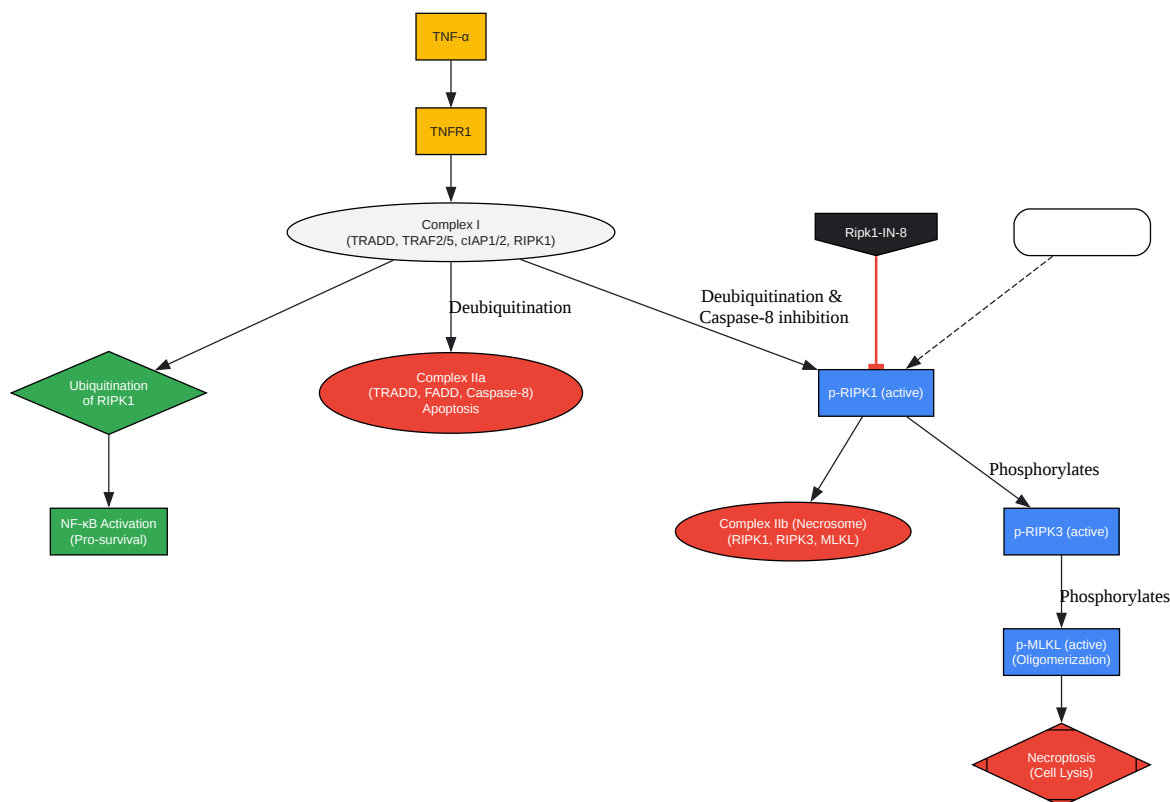 TNF-α
TNFR1
Complex I
(TRADD, TRAF2/5, cIAP1/2, RIPK1)
Ripk1-IN-8
Deubiquitination
Deubiquitination &
Caspase-8 inhibition
Ubiquitination
of RIPK1
Complex IIa
(TRADD, FADD, Caspase-8)
Apoptosis
p-RIPK1 (active)
Phosphorylates
NF-κB Activation
(Pro-survival)
Complex IIb (Necrosome)
(RIPK1, RIPK3, MLKL)
p-RIPK3 (active)
Phosphorylates
p-MLKL (active)
(Oligomerization)
Necroptosis
(Cell Lysis)